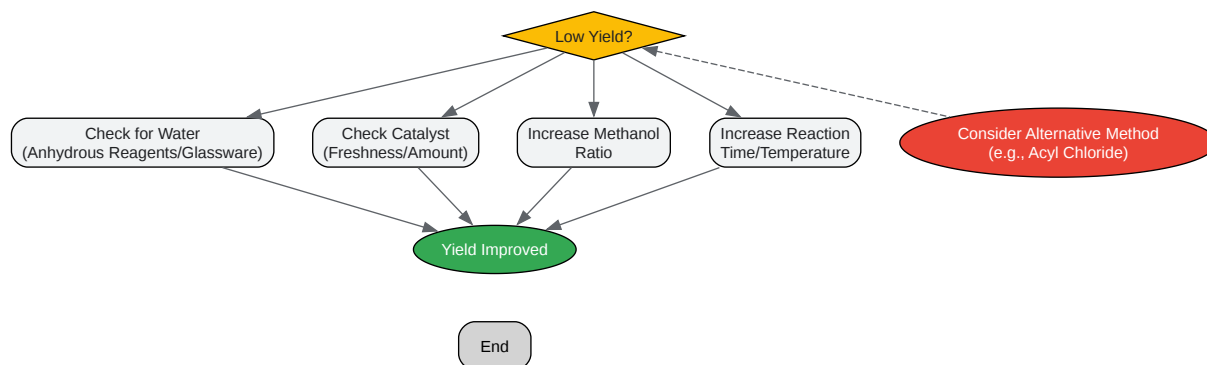 Low Yield?
Check for Water
(Anhydrous Reagents/Glassware)
Check Catalyst
(Freshness/Amount)
Increase Methanol
Ratio
Increase Reaction
Time/Temperature
Consider Alternative Method
(e.g., Acyl Chloride)
Yield Improved
End